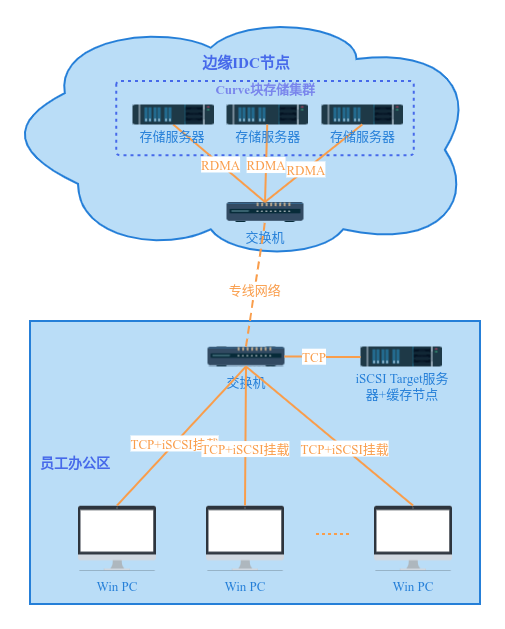 边缘IDC节点
Curve块存储集群
存储服务器
存储服务器
存储服务器
RDMA
RDMA
RDMA
交换机
专线网络
TCP
交换机
iSCSI Target服务
器+缓存节点
TCP+iSCSI挂载
TCP+iSCSI挂载
TCP+iSCSI挂载
员工办公区
Win PC
Win PC
Win PC